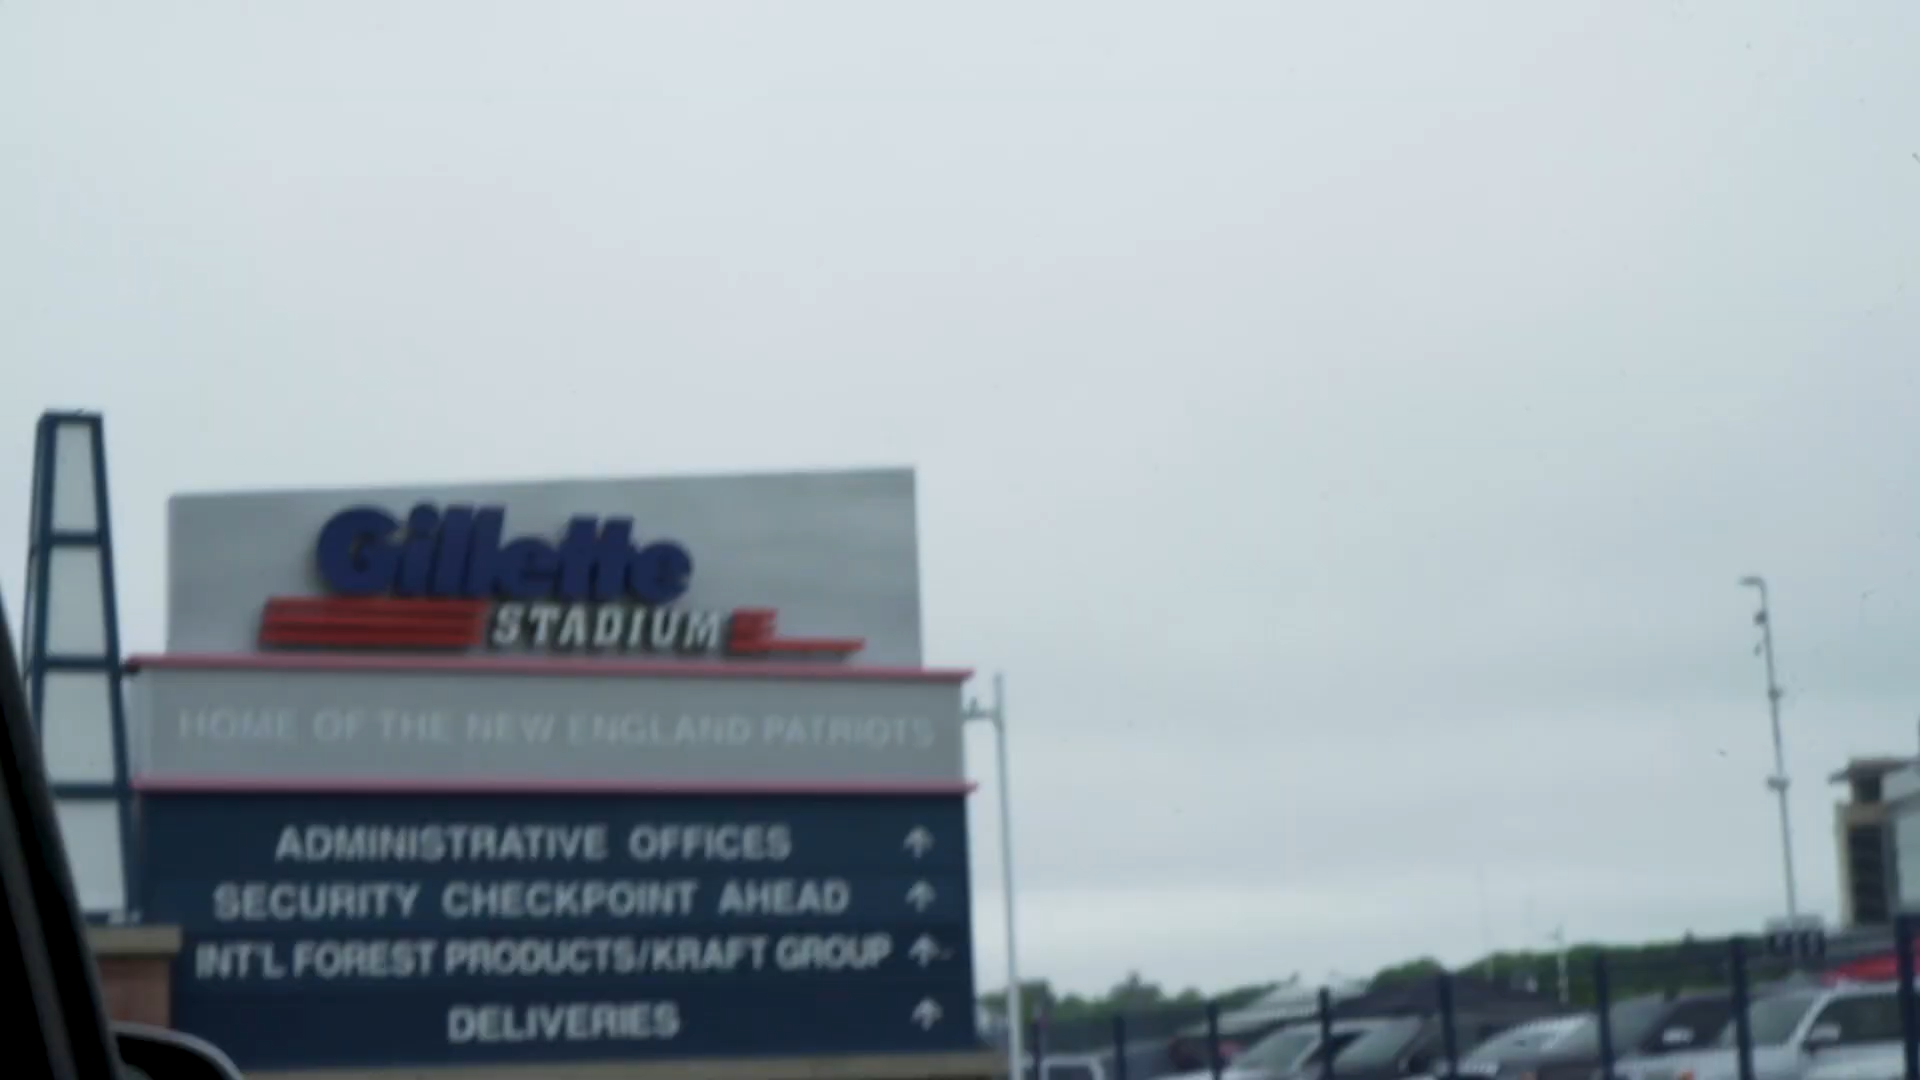 Gillette
STADIUM
HOME OF THE NEW ENGLAND PATRIOTS
ADMINISTRATIVE OFFICES
SECURITY CHECKPOINT AHEAD
INT'L FOREST PRODUCTS/KRAFT GROUP
DELIVERIES